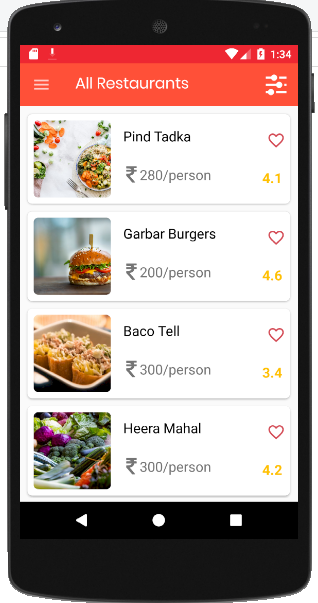 1:34
All Restaurants
Pind Tadka
₹ 280/person
4.1
Garbar Burgers
₹ 200/person
4.6
Baco Tell
₹ 300/person
3.4
Heera Mahal
₹ 300/person
4.2